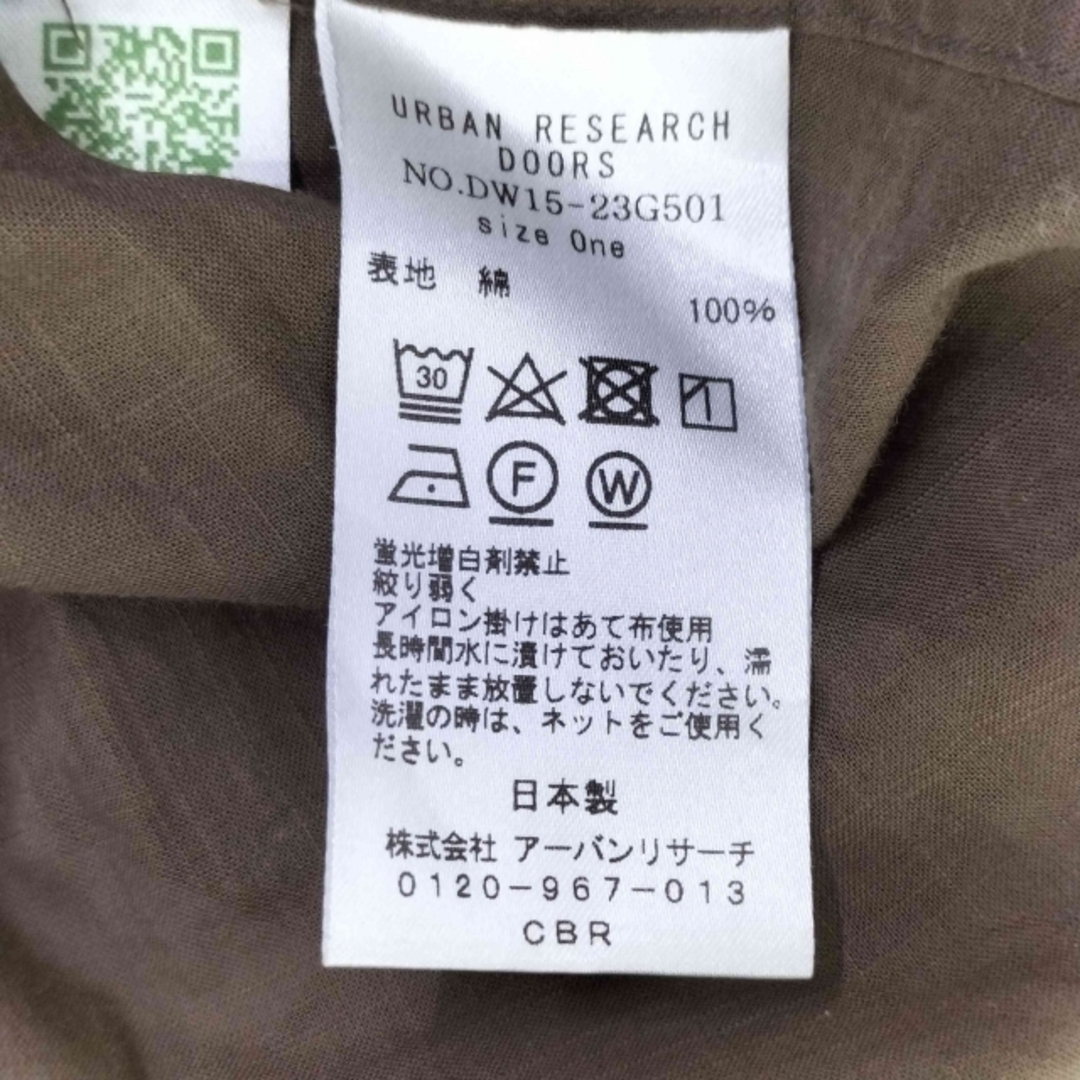 URBAN RESEARCH
DOORS
NO.DW15-23G501
size One
表地 綿
100%
30
F W
蛍光増白剤禁止
絞り弱く
アイロン掛けはあて布使用
長時間水に漬けておいたり、濡
れたまま放置しないでください。
洗濯の時は、ネットをご使用く
ださい。
日本製
株式会社 アーバンリサーチ
0120-967-013
CBR